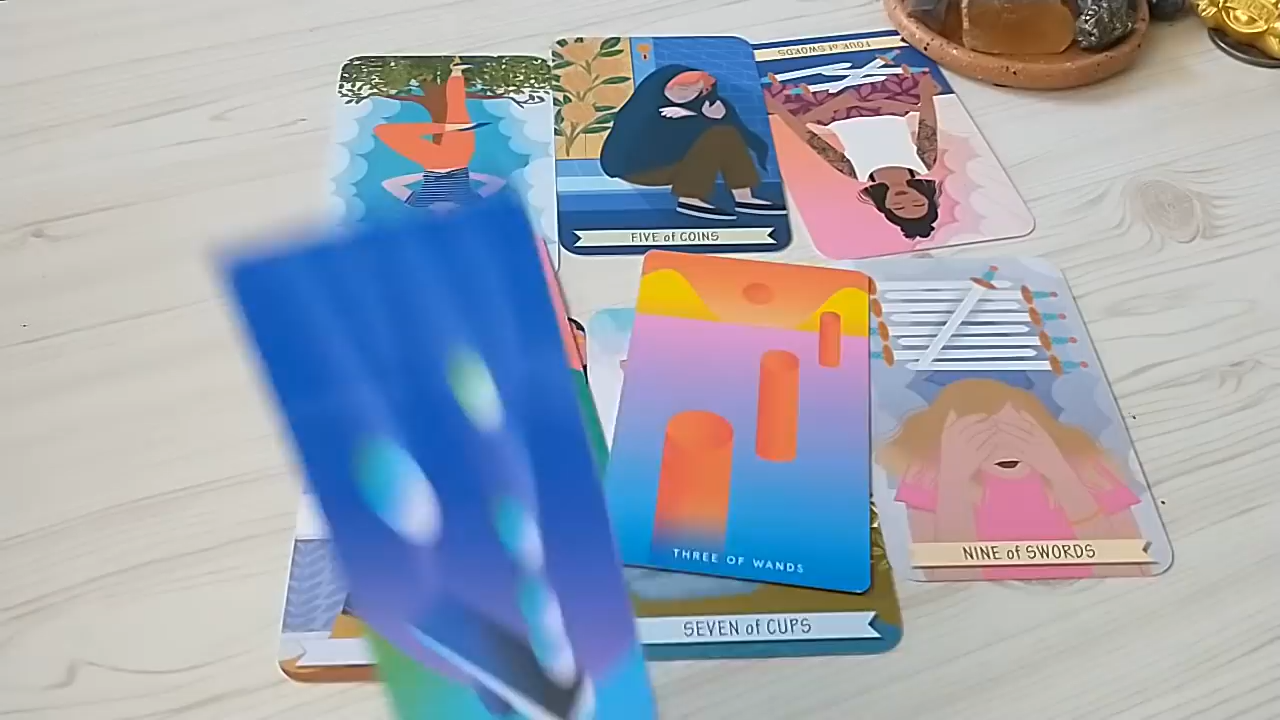 FOUR of SWORDS
FIVE of COINS
THREE OF WANDS
NINE of SWORDS
SEVEN of CUPS